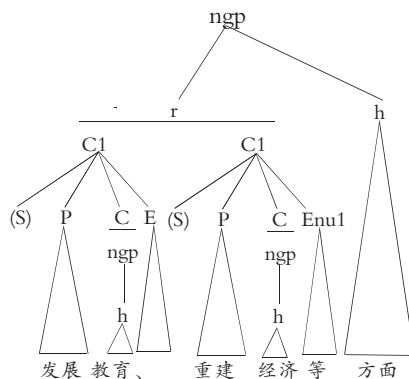 ngp
r h
C1 C1
(S) P C E (S) P C Enu1
ngp ngp
h h
发展 教育、 重建 经济 等 方面